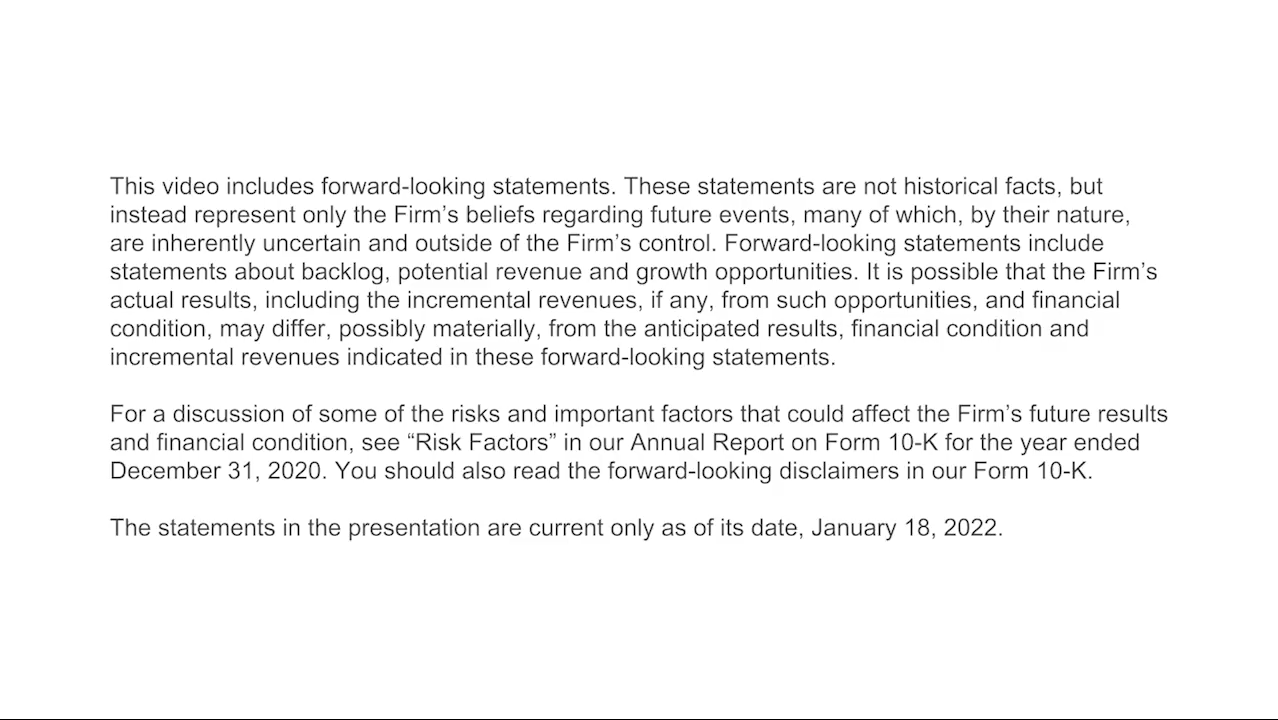 This video includes forward-looking statements. These statements are not historical facts, but
instead represent only the Firm’s beliefs regarding future events, many of which, by their nature,
are inherently uncertain and outside of the Firm’s control. Forward-looking statements include
statements about backlog, potential revenue and growth opportunities. It is possible that the Firm’s
actual results, including the incremental revenues, if any, from such opportunities, and financial
condition, may differ, possibly materially, from the anticipated results, financial condition and
incremental revenues indicated in these forward-looking statements.
For a discussion of some of the risks and important factors that could affect the Firm’s future results
and financial condition, see “Risk Factors” in our Annual Report on Form 10-K for the year ended
December 31, 2020. You should also read the forward-looking disclaimers in our Form 10-K.
The statements in the presentation are current only as of its date, January 18, 2022.